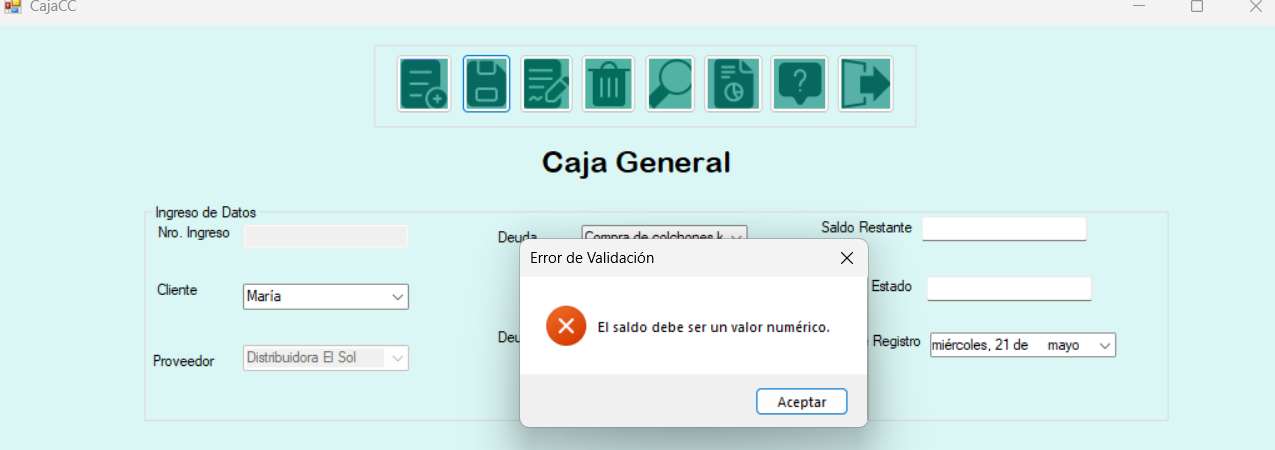 CajaCC
?
Caja General
Ingreso de Datos
Nro. Ingreso
Deuda
Compra de colchones k
Saldo Restante
Error de Validación
Cliente
María
Estado
El saldo debe ser un valor numérico.
Proveedor
Distribuidora El Sol
Registro
miércoles, 21 de mayo
Aceptar